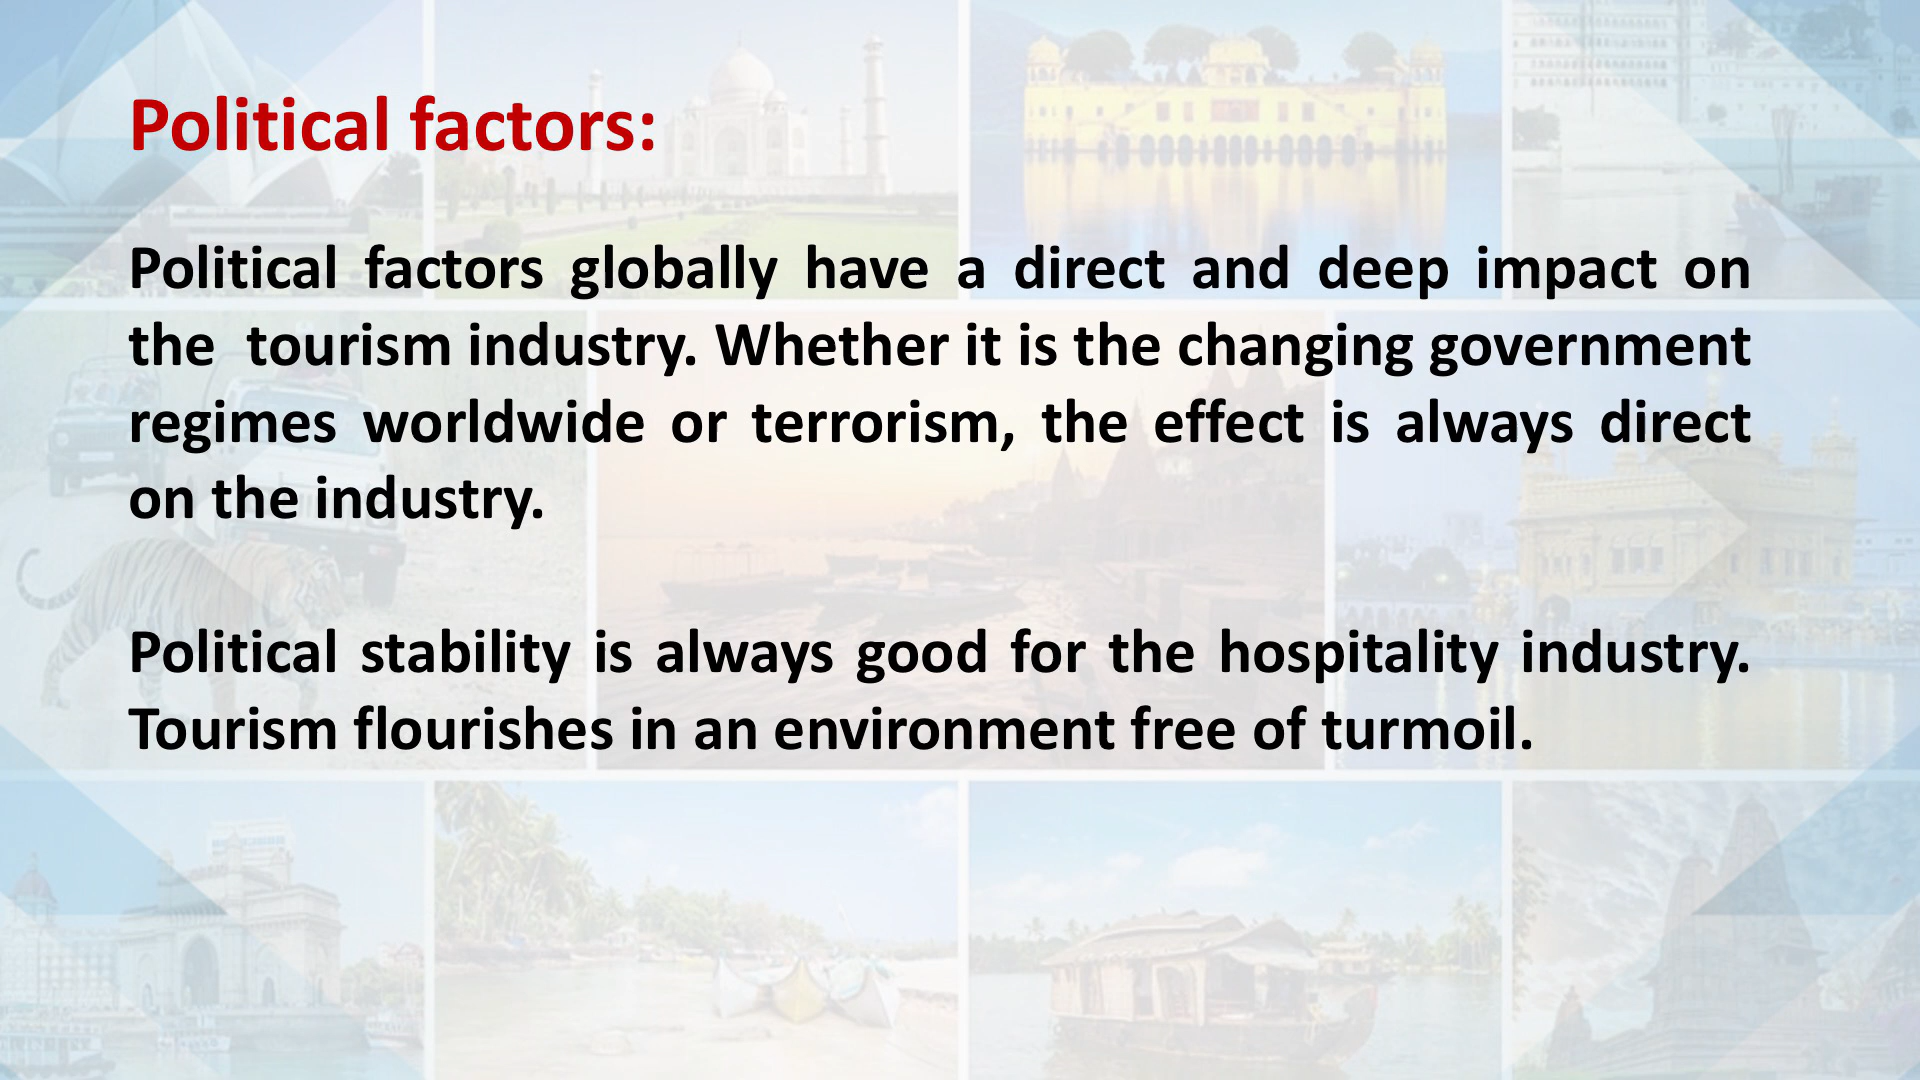 Political factors:
Political factors globally have a direct and deep impact on
the tourism industry. Whether it is the changing government
regimes worldwide or terrorism, the effect is always direct
on the industry.
Political stability is always good for the hospitality industry.
Tourism flourishes in an environment free of turmoil.